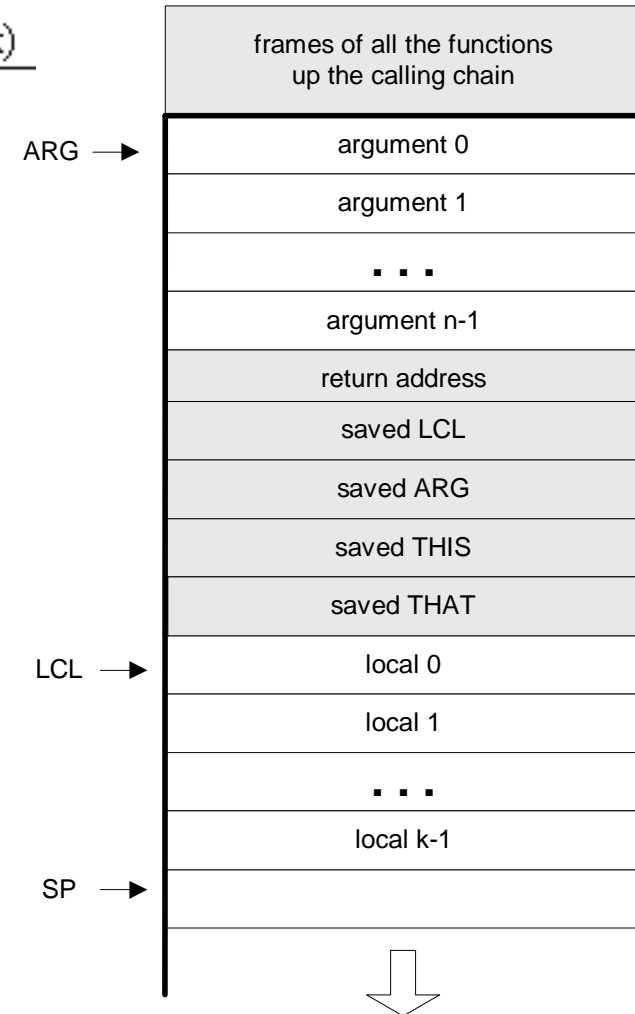 frames of all the functions
up the calling chain
ARG
argument 0
argument 1
. . .
argument n-1
return address
saved LCL
saved ARG
saved THIS
saved THAT
LCL
local 0
local 1
. . .
local k-1
SP